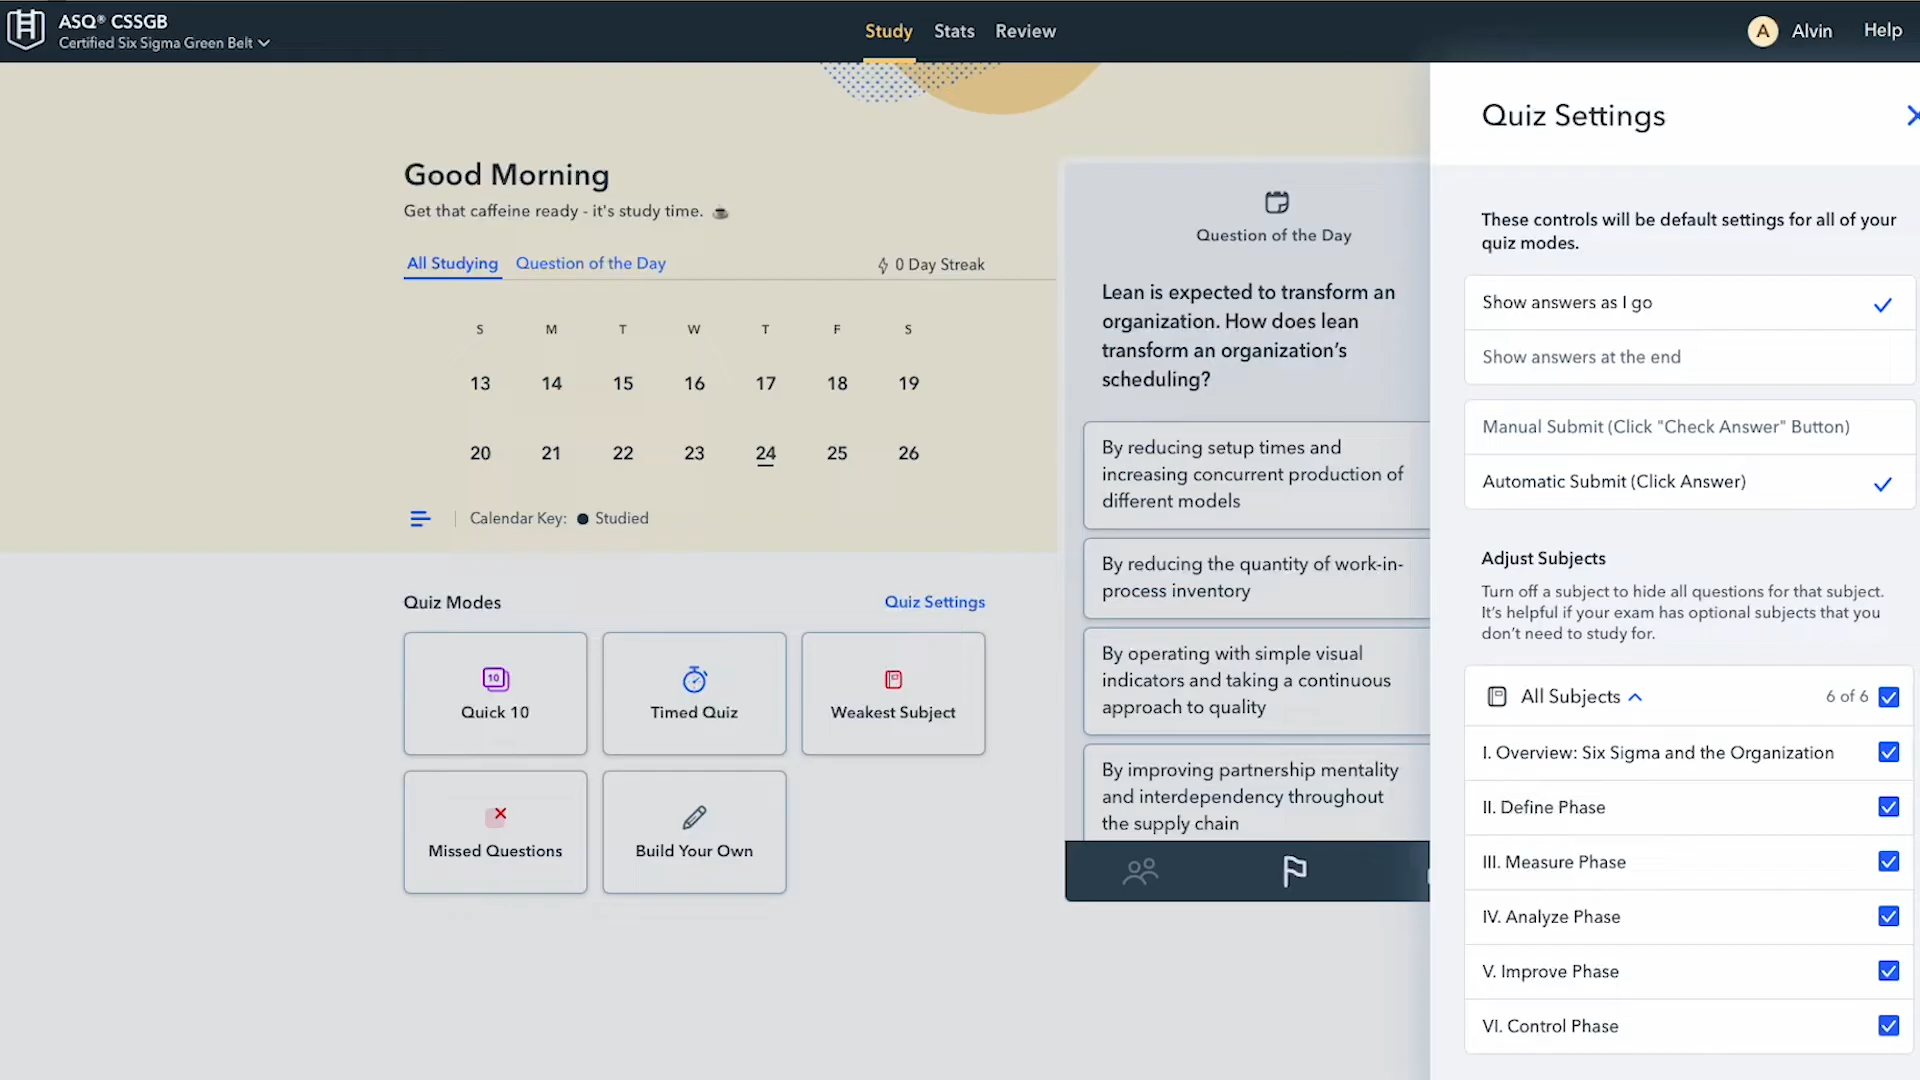 ASQ® CSSGB
Certified Six Sigma Green Belt
Study Stats Review
A Alvin Help
Good Morning
Get that caffeine ready - it's study time.
All Studying Question of the Day 0 Day Streak
S M T W T F S
13 14 15 16 17 18 19
20 21 22 23 24 25 26
Calendar Key: Studied
Quiz Modes Quiz Settings
10
Quick 10
Timed Quiz
Weakest Subject
Missed Questions
Build Your Own
Question of the Day
Lean is expected to transform an
organization. How does lean
transform an organization’s
scheduling?
By reducing setup times and
increasing concurrent production of
different models
By reducing the quantity of work-in-
process inventory
By operating with simple visual
indicators and taking a continuous
approach to quality
By improving partnership mentality
and interdependency throughout
the supply chain
Quiz Settings
These controls will be default settings for all of your
quiz modes.
Show answers as I go
Show answers at the end
Manual Submit (Click "Check Answer" Button)
Automatic Submit (Click Answer)
Adjust Subjects
Turn off a subject to hide all questions for that subject.
It’s helpful if your exam has optional subjects that you
don’t need to study for.
All Subjects 6 of 6
I. Overview: Six Sigma and the Organization
II. Define Phase
III. Measure Phase
IV. Analyze Phase
V. Improve Phase
VI. Control Phase